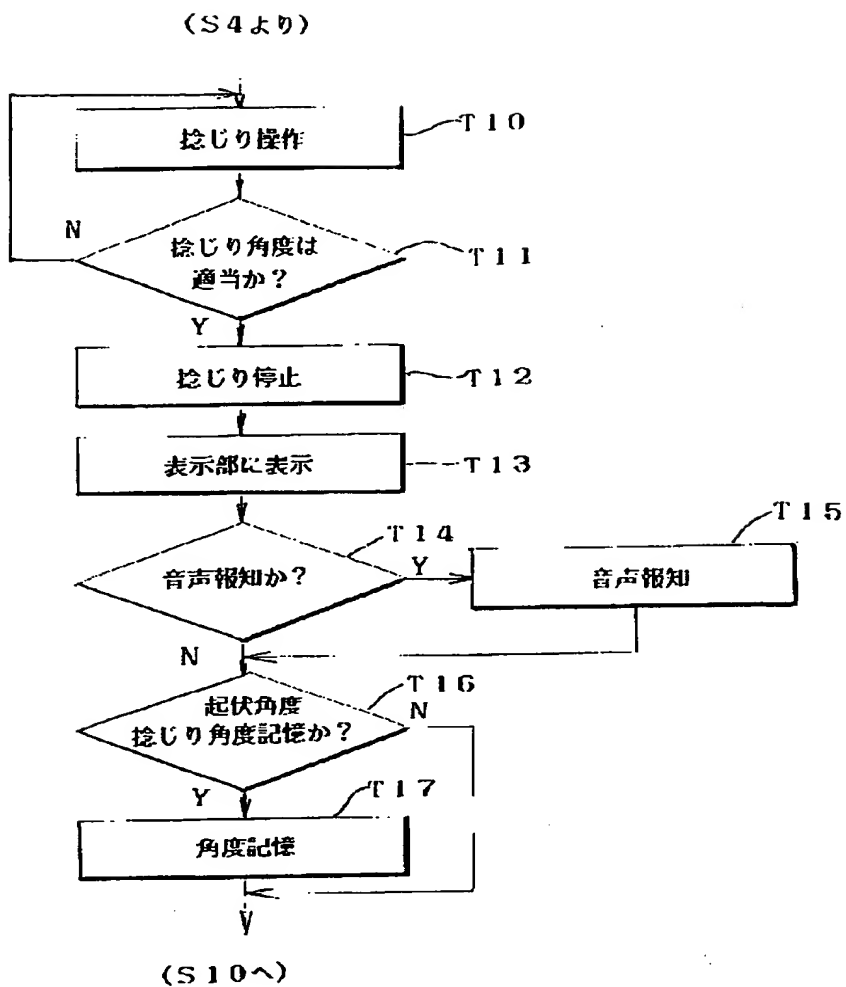 (S4より)
捻じり操作
T10
N
捻じり角度は
適当か?
T11
Y
捻じり停止
T12
表示部に表示
T13
音声報知か?
T14
Y
音声報知
T15
N
起伏角度
捻じり角度記憶か?
T16
N
Y
角度記憶
T17
(S10へ)